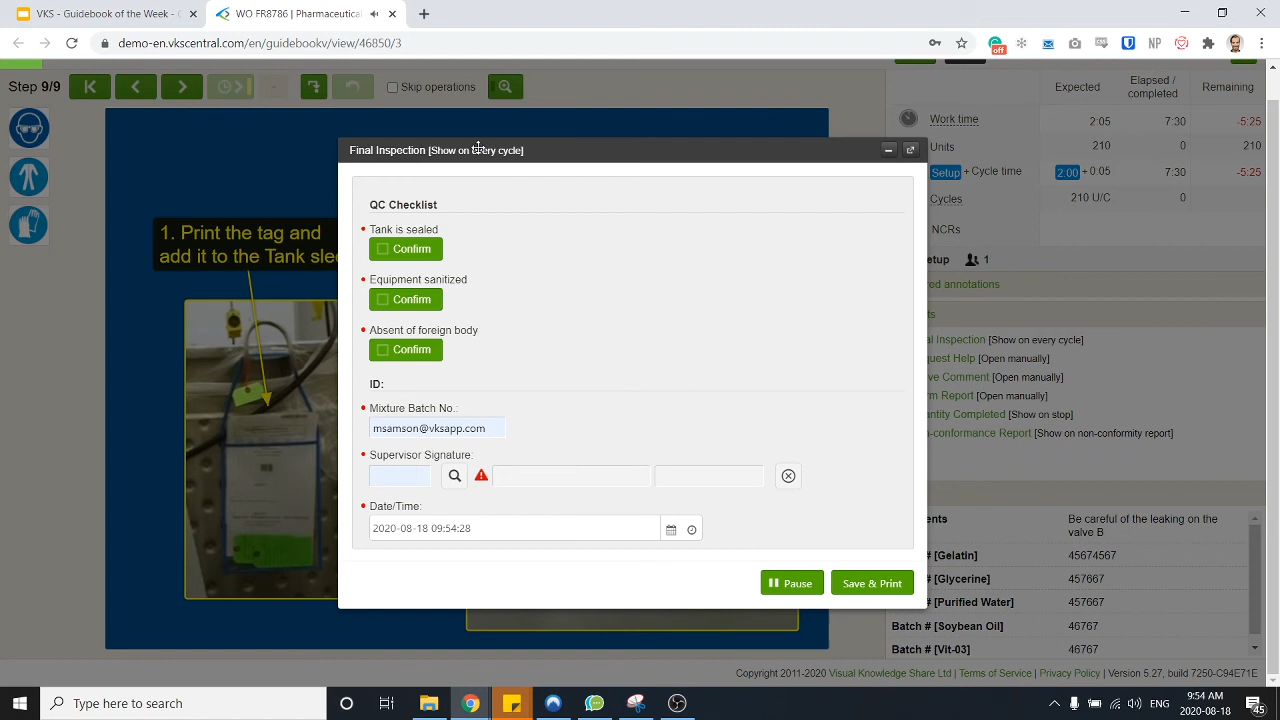 VKS - Guidebook of the Week - C
WO FR8786 | Pharmaceutical
demo-en.vkscentral.com/en/guidebookv/view/46850/3
off
NP
Step 9/9
Skip operations
Expected
Elapsed / completed
Remaining
Work time
2:05
7:30
-5:25
Units
210
0
Setup + Cycle time
2:00 + 0:05
7:30
-5:25
Cycles
210 U/C
0
NCRs
etup
1
red annotations
1. Print the tag and
add it to the Tank slee
Final Inspection [Show on every cycle]
QC Checklist
Tank is sealed
Confirm
Equipment sanitized
Confirm
Absent of foreign body
Confirm
ID:
Mixture Batch No.:
msamson@vksapp.com
Supervisor Signature:
Date/Time:
2020-08-18 09:54:28
Pause
Save & Print
ts
al Inspection [Show on every cycle]
quest Help [Open manually]
ve Comment [Open manually]
rm Report [Open manually]
antity Completed [Show on stop]
n-conformance Report [Show on non-conformity report]
ents
Be careful of the leaking on the
valve B
# [Gelatin]
45674567
# [Glycerine]
457667
# [Purified Water]
457667
Batch # [Soybean Oil]
46767
Batch # [Vit-03]
46767
Copyright 2011-2020 Visual Knowledge Share Ltd | Terms of Service | Privacy Policy | Version 5.27, build 7250-C94E71E
Type here to search
9:54 AM
ENG
2020-08-18